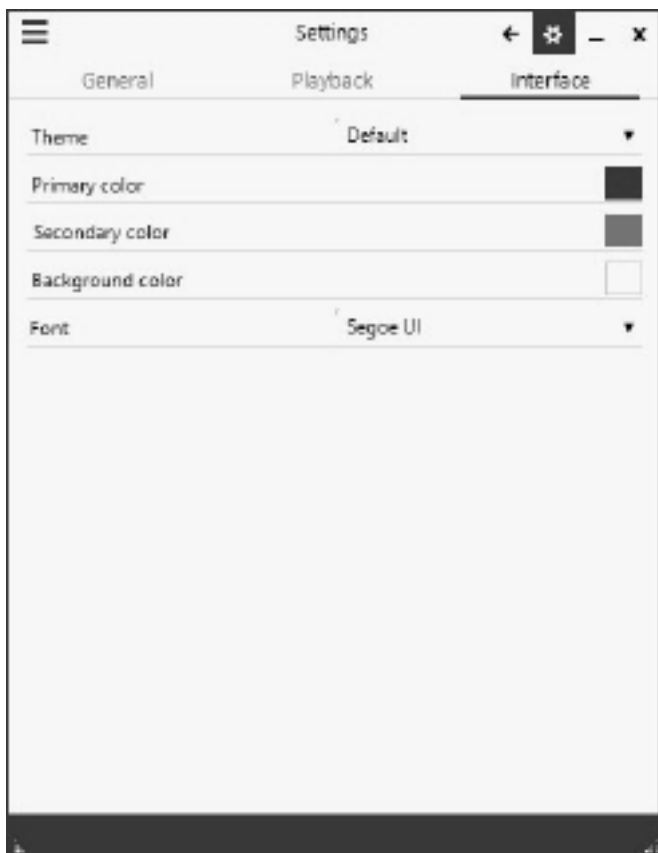 Settings
General Playback Interface
Theme Default
Primary color
Secondary color
Background color
Font Segoe UI